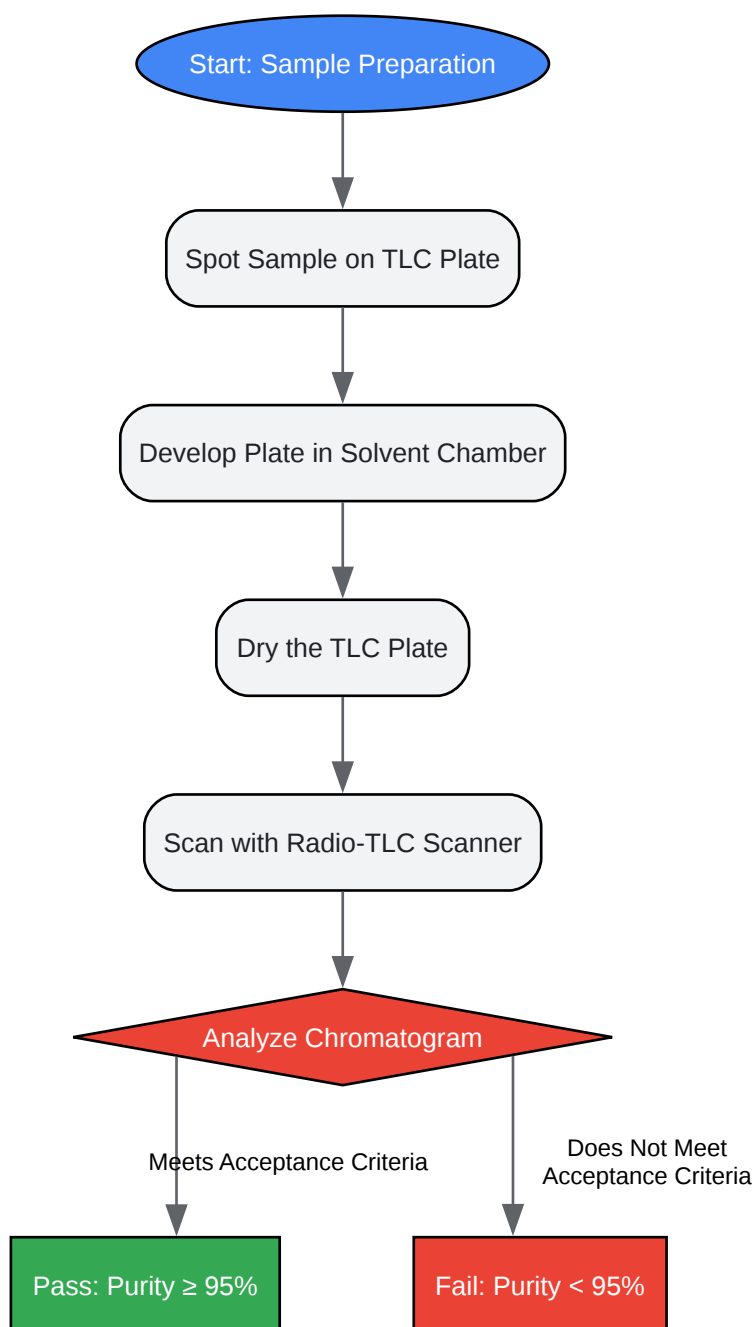 Start: Sample Preparation
Spot Sample on TLC Plate
Develop Plate in Solvent Chamber
Dry the TLC Plate
Scan with Radio-TLC Scanner
Analyze Chromatogram
Meets Acceptance Criteria
Does Not Meet
Acceptance Criteria
Pass: Purity ≥ 95%
Fail: Purity < 95%